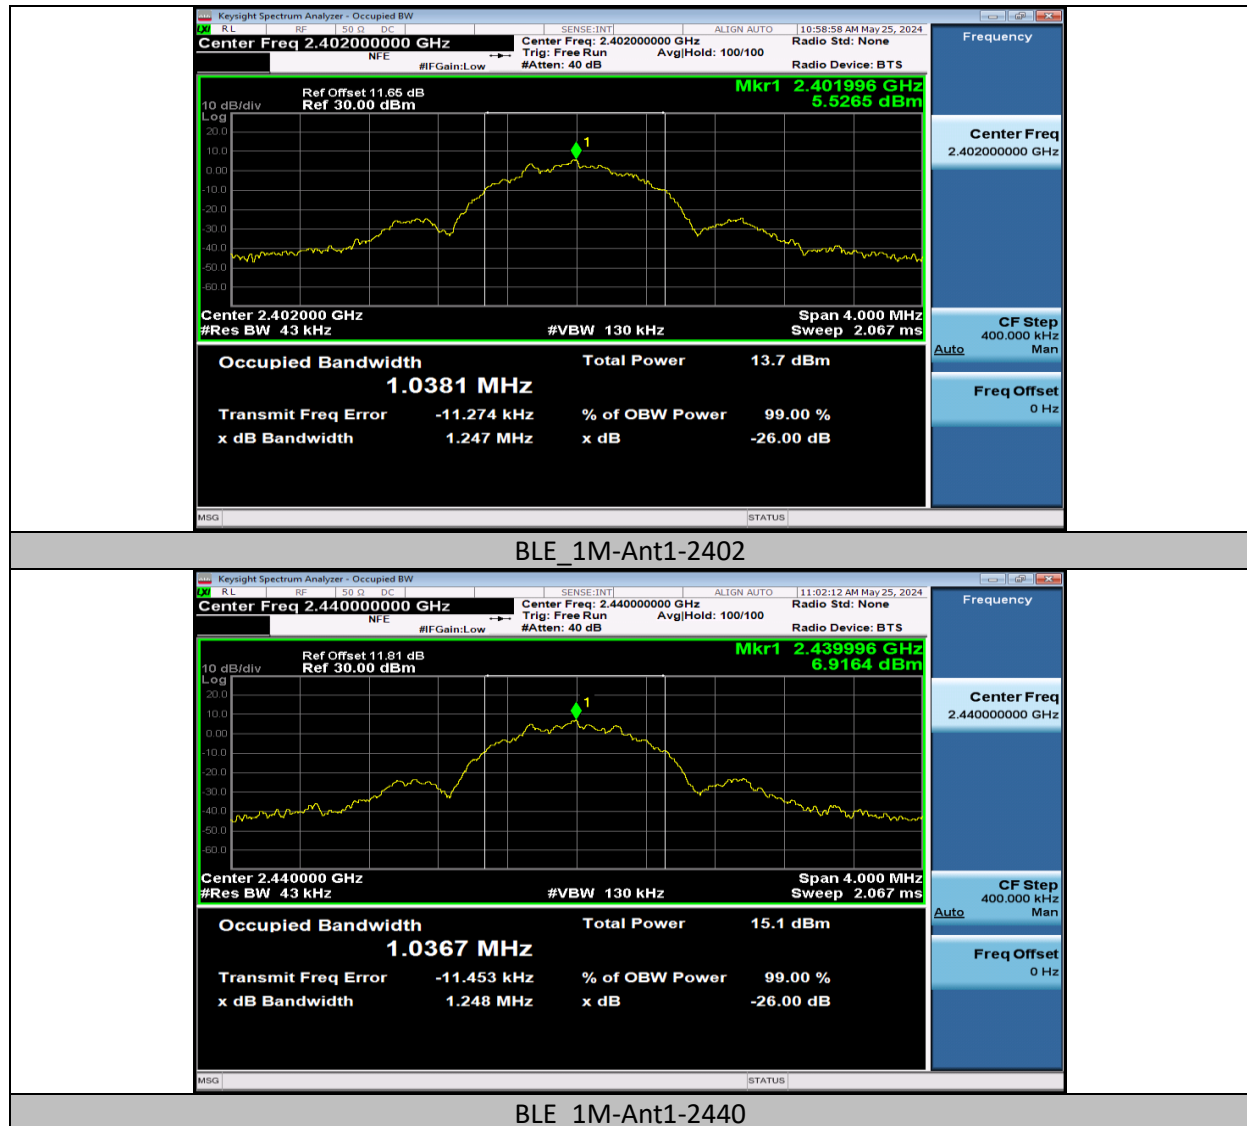 Keysight Spectrum Analyzer - Occupied BW
LXI RL RF 50 Ω DC SENSE:INT ALIGN AUTO 10:58:58 AM May 25, 2024
Center Freq 2.402000000 GHz Center Freq: 2.402000000 GHz Radio Std: None
NFE Trig: Free Run Avg|Hold: 100/100
#IFGain:Low #Atten: 40 dB Radio Device: BTS
Frequency
Mkr1 2.401996 GHz
5.5265 dBm
Ref Offset 11.65 dB
10 dB/div Ref 30.00 dBm
Log
20.0
10.0
0.00
-10.0
-20.0
-30.0
-40.0
-50.0
-60.0
1
Center 2.402000 GHz Span 4.000 MHz
#Res BW 43 kHz #VBW 130 kHz Sweep 2.067 ms
Center Freq
2.402000000 GHz
CF Step
400.000 kHz
Auto Man
Freq Offset
0 Hz
Occupied Bandwidth Total Power 13.7 dBm
1.0381 MHz
Transmit Freq Error -11.274 kHz % of OBW Power 99.00 %
x dB Bandwidth 1.247 MHz x dB -26.00 dB
MSG STATUS
BLE_1M-Ant1-2402
Keysight Spectrum Analyzer - Occupied BW
LXI RL RF 50 Ω DC SENSE:INT ALIGN AUTO 11:02:12 AM May 25, 2024
Center Freq 2.440000000 GHz Center Freq: 2.440000000 GHz Radio Std: None
NFE Trig: Free Run Avg|Hold: 100/100
#IFGain:Low #Atten: 40 dB Radio Device: BTS
Frequency
Mkr1 2.439996 GHz
6.9164 dBm
Ref Offset 11.81 dB
10 dB/div Ref 30.00 dBm
Log
20.0
10.0
0.00
-10.0
-20.0
-30.0
-40.0
-50.0
-60.0
1
Center 2.440000 GHz Span 4.000 MHz
#Res BW 43 kHz #VBW 130 kHz Sweep 2.067 ms
Center Freq
2.440000000 GHz
CF Step
400.000 kHz
Auto Man
Freq Offset
0 Hz
Occupied Bandwidth Total Power 15.1 dBm
1.0367 MHz
Transmit Freq Error -11.453 kHz % of OBW Power 99.00 %
x dB Bandwidth 1.248 MHz x dB -26.00 dB
MSG STATUS
BLE_1M-Ant1-2440